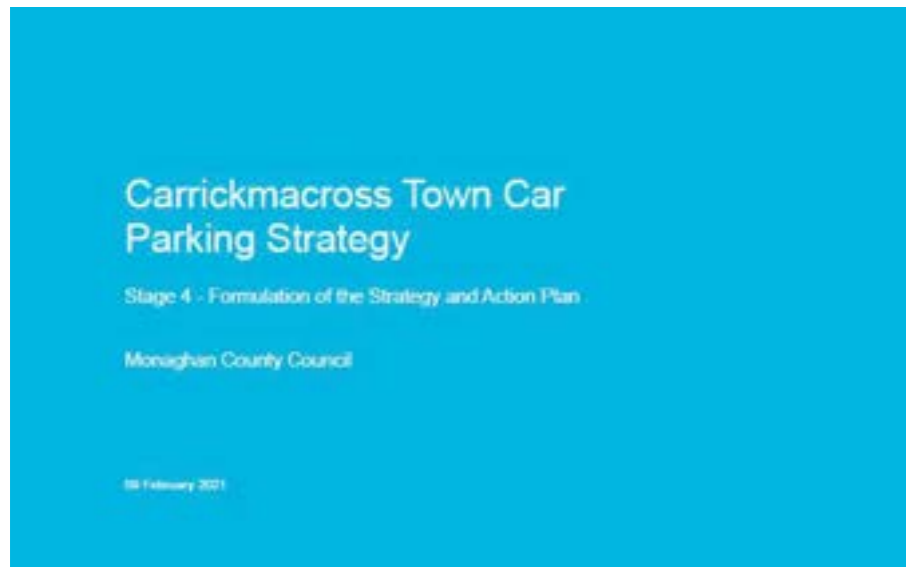 Carrickmacross Town Car
Parking Strategy
Stage 4 - Formulation of the Strategy and Action Plan
Monaghan County Council
February 2021